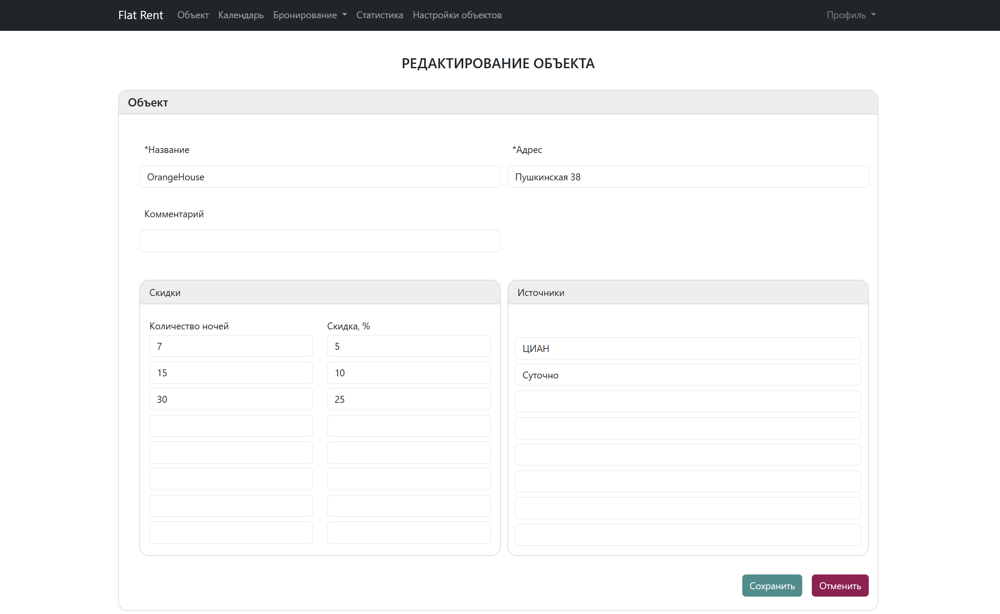 Flat Rent Объект Календарь Бронирование Статистика Настройки объектов Профиль
РЕДАКТИРОВАНИЕ ОБЪЕКТА
Объект
*Название *Адрес
OrangeHouse Пушкинская 38
Комментарий
Скидки Источники
Количество ночей Скидка, %
7 5 ЦИАН
15 10 Суточно
30 25
Сохранить Отменить